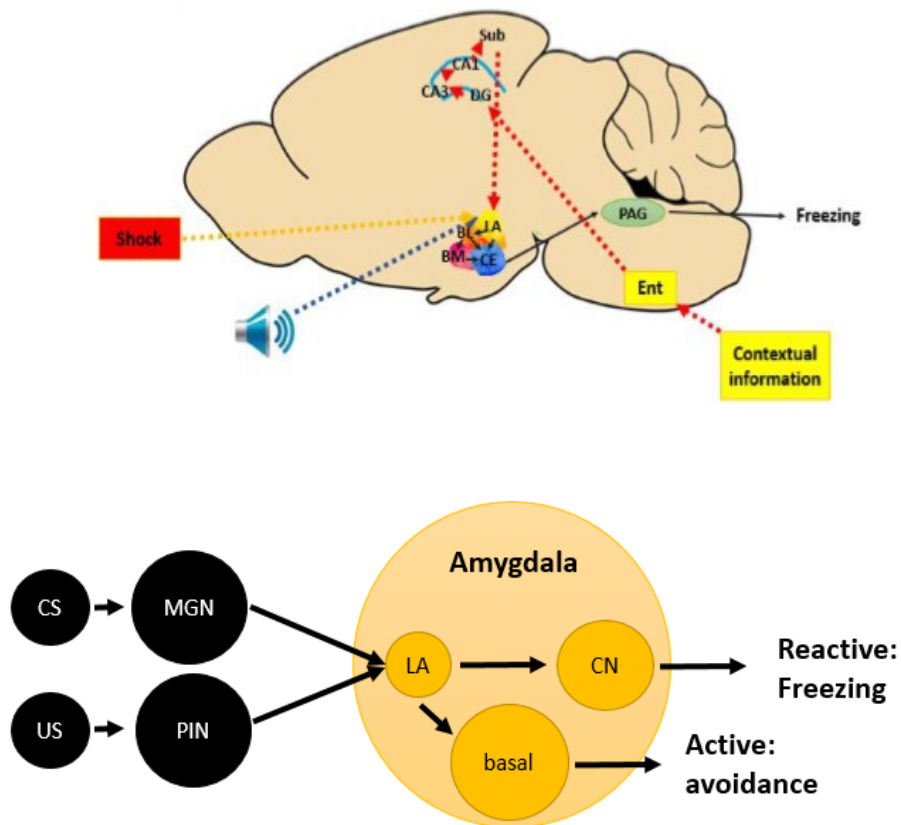 Sub
CA1
CA3
DG
Shock
BL
LA
BM
CE
PAG
Freezing
Ent
Contextual
information
Amygdala
CS
MGN
LA
CN
Reactive:
Freezing
US
PIN
basal
Active:
avoidance